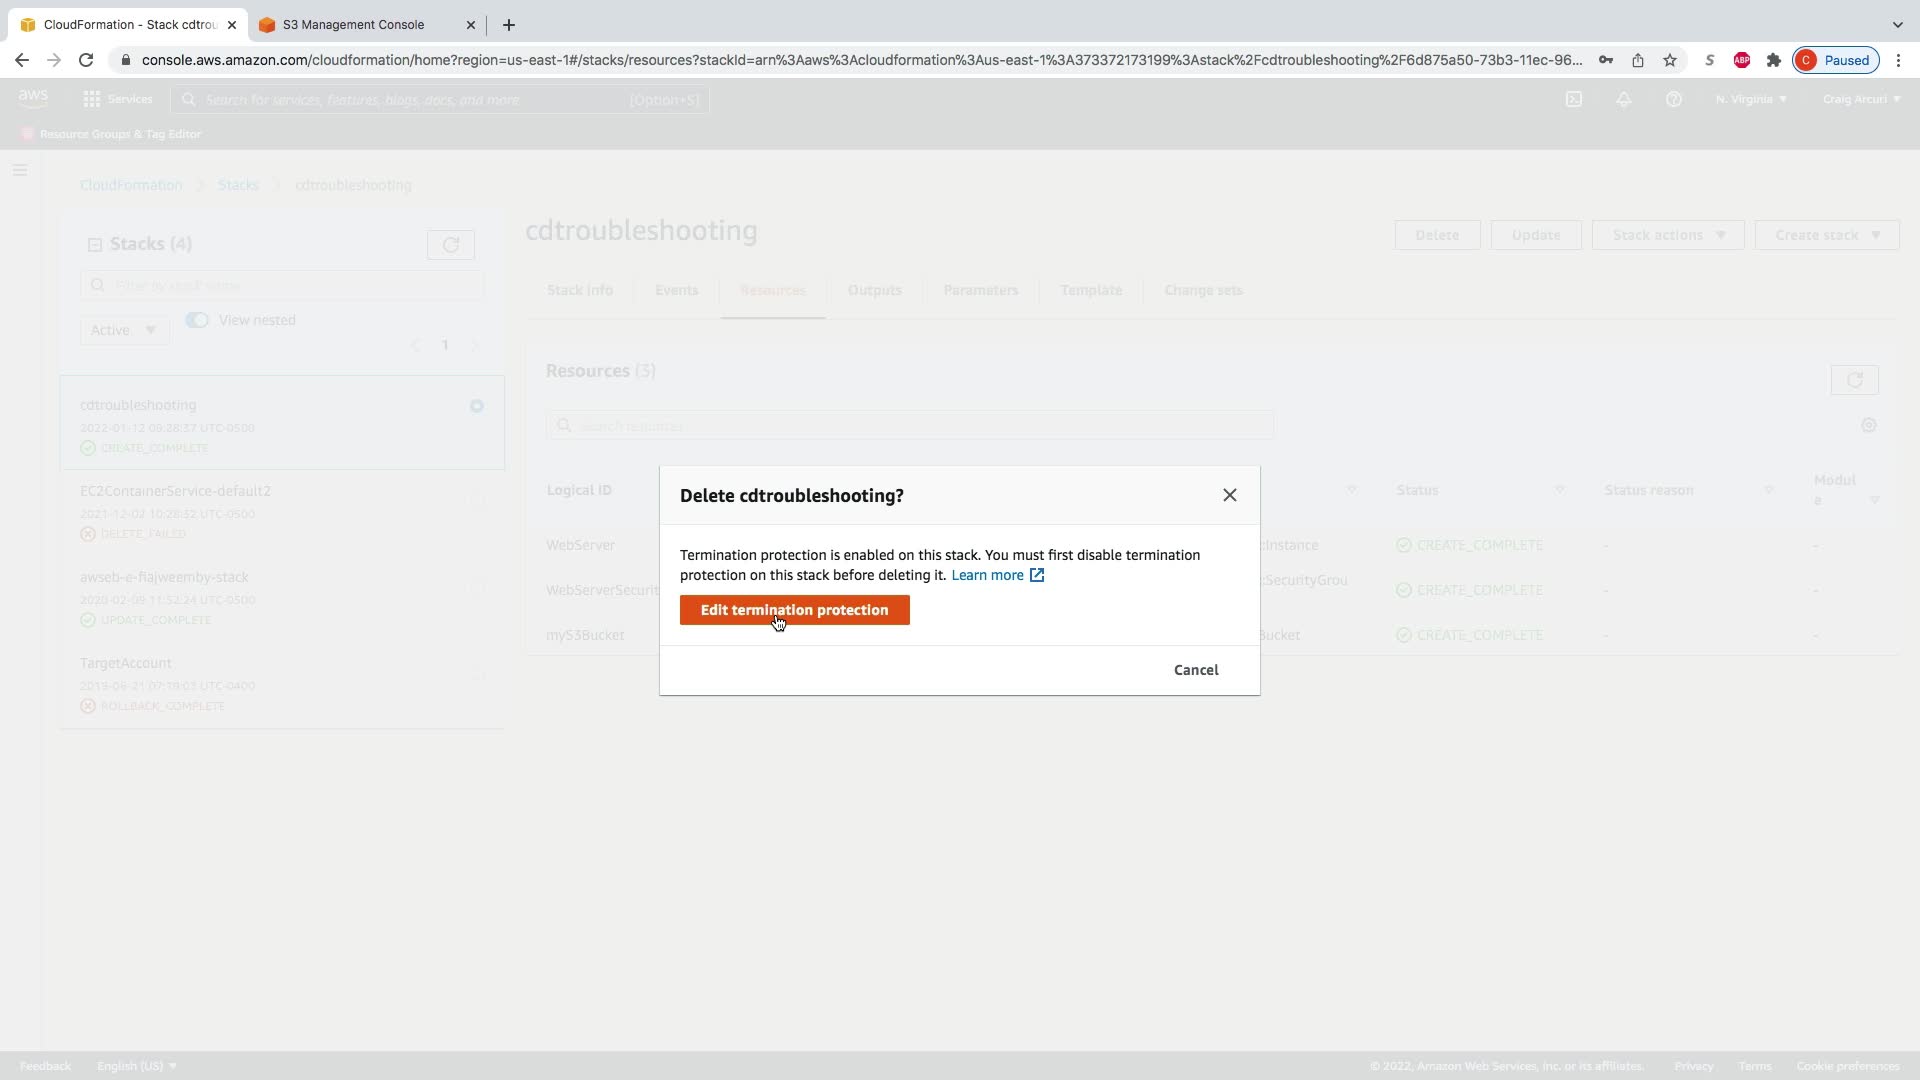 CloudFormation - Stack cdtrou
S3 Management Console
console.aws.amazon.com/cloudformation/home?region=us-east-1#/stacks/resources?stackId=arn%3Aaws%3Acloudformation%3Aus-east-1%3A373372173199%3Astack%2Fcdtroubleshooting%2F6d875a50-73b3-11ec-96...
S
ABP
C Paused
aws
Services
Search for services, features, blogs, docs, and more
[Option+S]
N. Virginia
Craig Arcuri
Resource Groups & Tag Editor
CloudFormation
Stacks
cdtroubleshooting
Stacks (4)
Filter by stack name
Active
View nested
1
cdtroubleshooting
2022-01-12 09:28:37 UTC-0500
CREATE_COMPLETE
EC2ContainerService-default2
2021-12-02 10:28:32 UTC-0500
DELETE_FAILED
awseb-e-fiajweemby-stack
2020-02-09 11:52:24 UTC-0500
UPDATE_COMPLETE
TargetAccount
2019-06-21 07:19:03 UTC-0400
ROLLBACK_COMPLETE
cdtroubleshooting
Delete
Update
Stack actions
Create stack
Stack info
Events
Resources
Outputs
Parameters
Template
Change sets
Resources (3)
Search resources
Logical ID
Status
Status reason
Modul
e
WebServer
:Instance
CREATE_COMPLETE
-
-
WebServerSecurit
:SecurityGrou
CREATE_COMPLETE
-
-
myS3Bucket
Bucket
CREATE_COMPLETE
-
-
Delete cdtroubleshooting?
Termination protection is enabled on this stack. You must first disable termination
protection on this stack before deleting it. Learn more
Edit termination protection
Cancel
Feedback
English (US)
© 2022, Amazon Web Services, Inc. or its affiliates.
Privacy
Terms
Cookie preferences